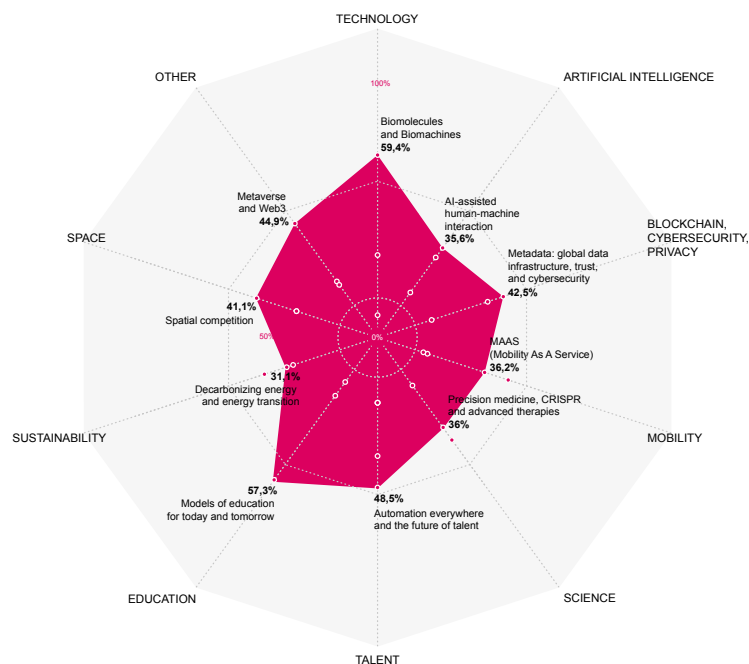 TECHNOLOGY
OTHER
ARTIFICIAL INTELLIGENCE
100%
Biomolecules
and Biomachines
59,4%
Metaverse
and Web3
44,9%
AI-assisted
human-machine
interaction
35,6%
SPACE
BLOCKCHAIN,
CYBERSECURITY,
PRIVACY
Metadata: global data
infrastructure, trust,
and cybersecurity
42,5%
41,1%
Spatial competition
50%
0%
MAAS
(Mobility As A Service)
36,2%
31,1%
Decarbonizing energy
and energy transition
Precision medicine, CRISPR
and advanced therapies
36%
SUSTAINABILITY
MOBILITY
57,3%
Models of education
for today and tomorrow
48,5%
Automation everywhere
and the future of talent
EDUCATION
SCIENCE
TALENT